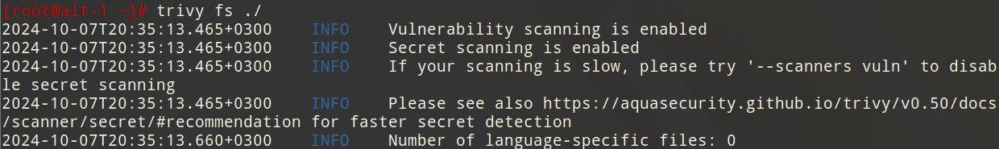 [root@alt-1 ~]# trivy fs ./
2024-10-07T20:35:13.465+0300    INFO    Vulnerability scanning is enabled
2024-10-07T20:35:13.465+0300    INFO    Secret scanning is enabled
2024-10-07T20:35:13.465+0300    INFO    If your scanning is slow, please try '--scanners vuln' to disab
le secret scanning
2024-10-07T20:35:13.465+0300    INFO    Please see also https://aquasecurity.github.io/trivy/v0.50/docs
/scanner/secret/#recommendation for faster secret detection
2024-10-07T20:35:13.660+0300    INFO    Number of language-specific files: 0